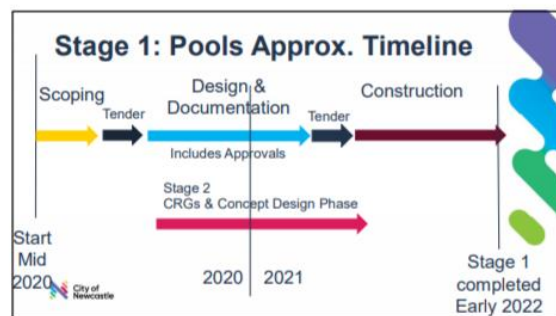 Stage 1: Pools Approx. Timeline
Scoping
Tender
Design &
Documentation
Tender
Construction
Includes Approvals
Stage 2
CRGs & Concept Design Phase
Start
Mid
2020
City of
Newcastle
2020
2021
Stage 1
completed
Early 2022